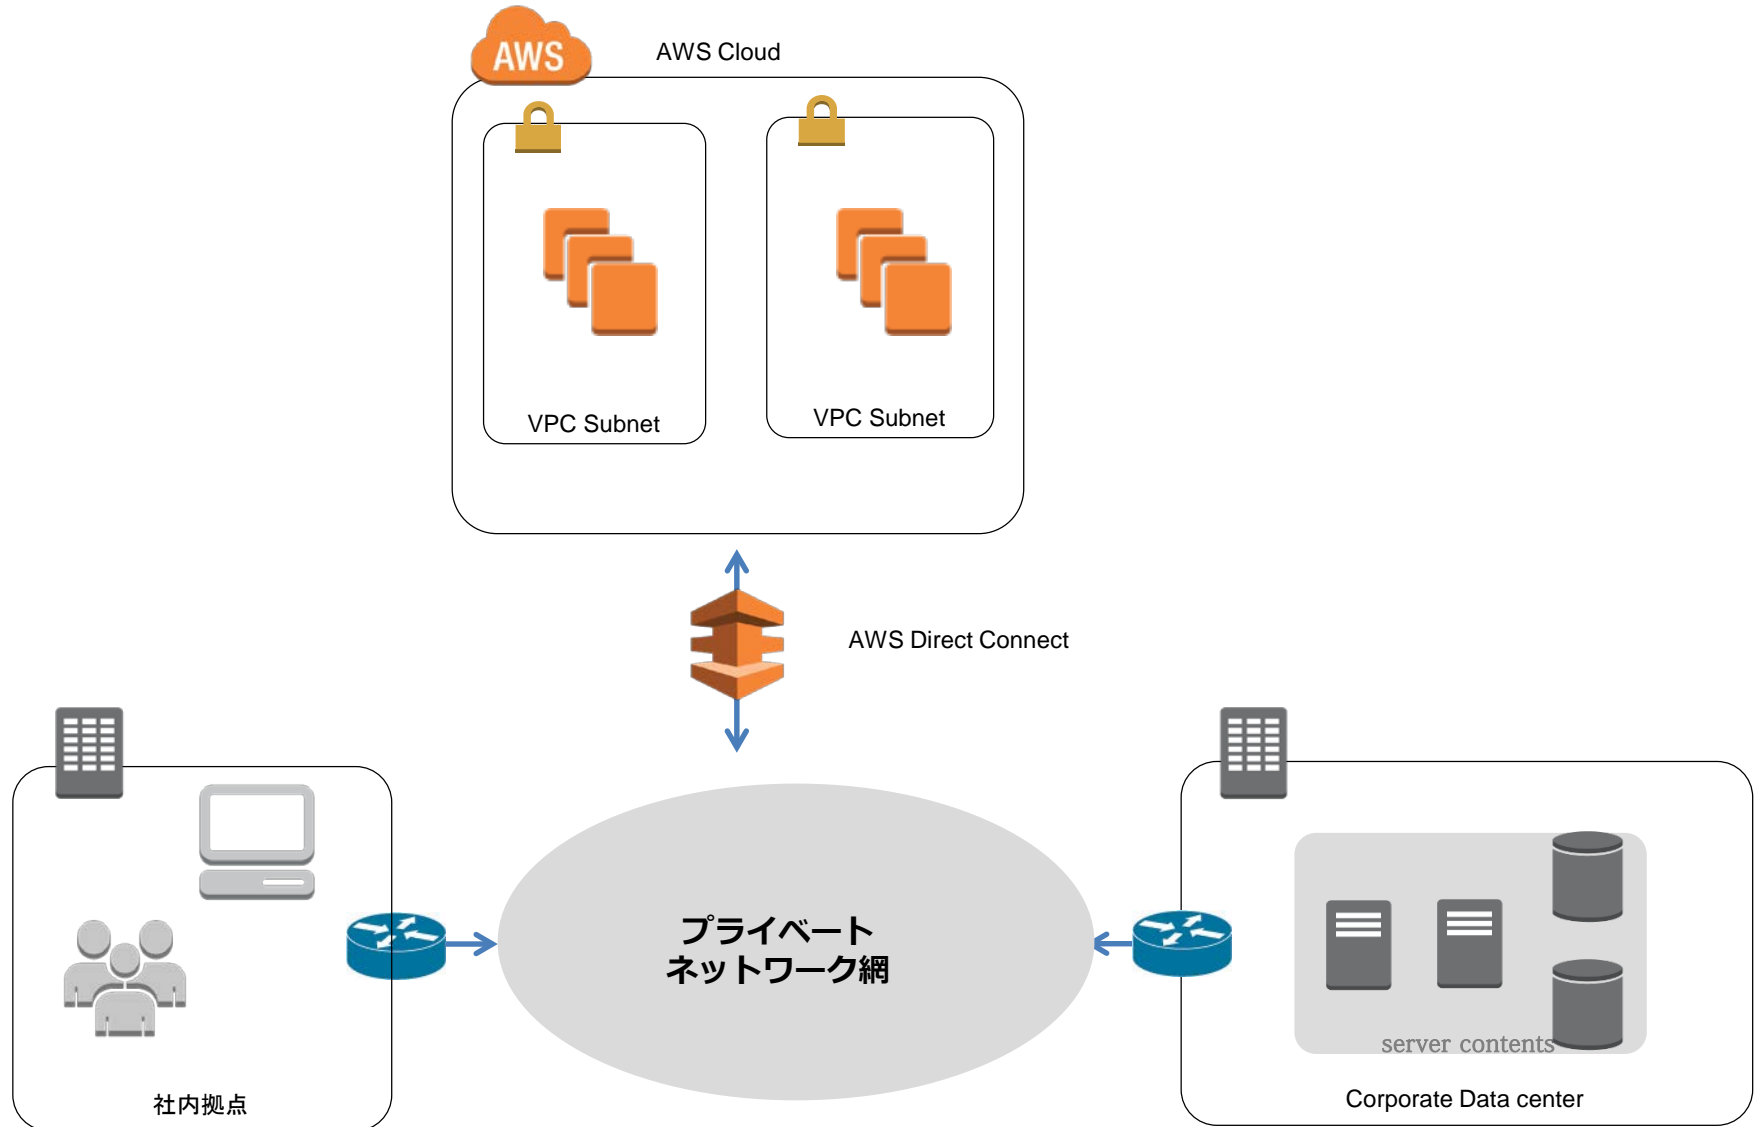 AWS
AWS Cloud
VPC Subnet
VPC Subnet
AWS Direct Connect
プライベート
ネットワーク網
server contents
社内拠点
Corporate Data center